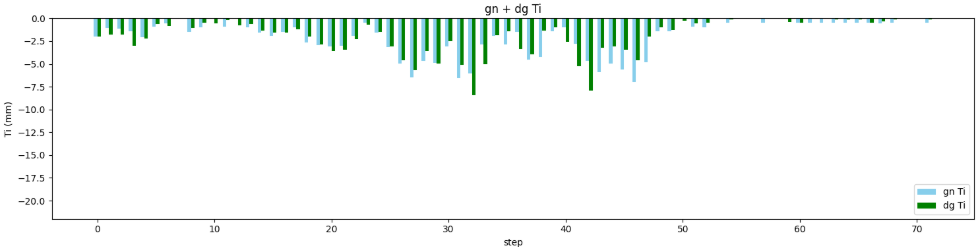 gn + dg Ti
0.0
−2.5
−5.0
−7.5
−10.0
−12.5
−15.0
−17.5
−20.0
Ti (mm)
0 10 20 30 40 50 60 70
step
gn Ti
dg Ti